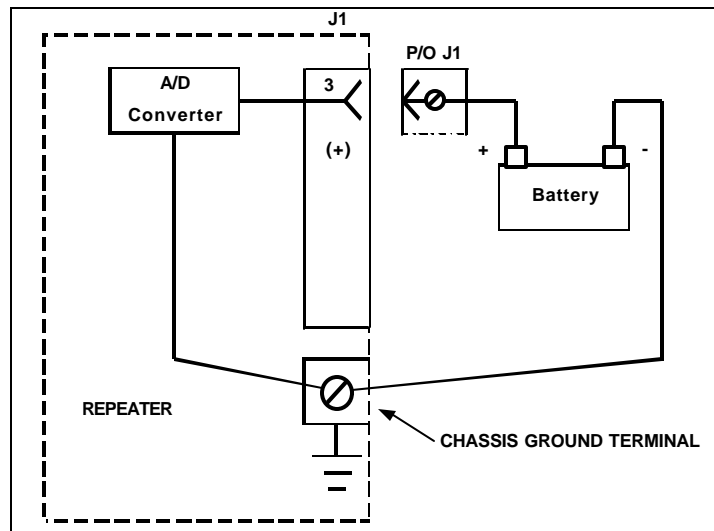 J1
P/O J1
A/D
Converter
3
(+)
+
-
Battery
REPEATER
CHASSIS GROUND TERMINAL